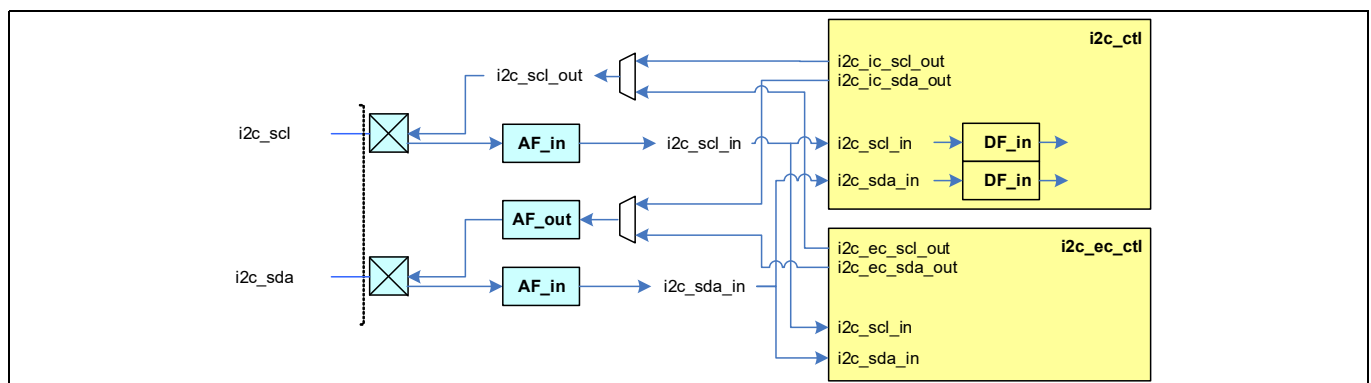 i2c_ctl
i2c_ic_scl_out
i2c_scl_out
i2c_ic_sda_out
i2c_scl
AF_in
i2c_scl_in
i2c_scl_in
DF_in
i2c_sda_in
DF_in
AF_out
i2c_ec_ctl
i2c_ec_scl_out
i2c_ec_sda_out
i2c_sda
AF_in
i2c_sda_in
i2c_scl_in
i2c_sda_in